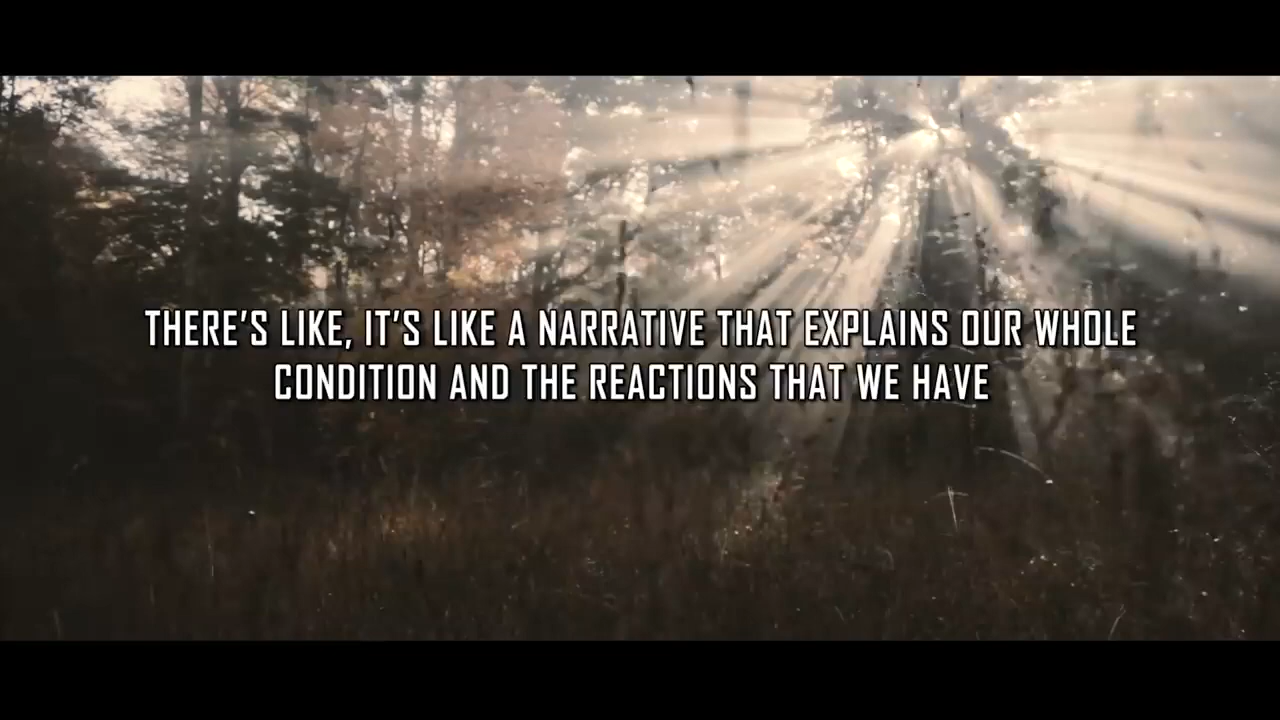 THERE'S LIKE, IT'S LIKE A NARRATIVE THAT EXPLAINS OUR WHOLE
CONDITION AND THE REACTIONS THAT WE HAVE